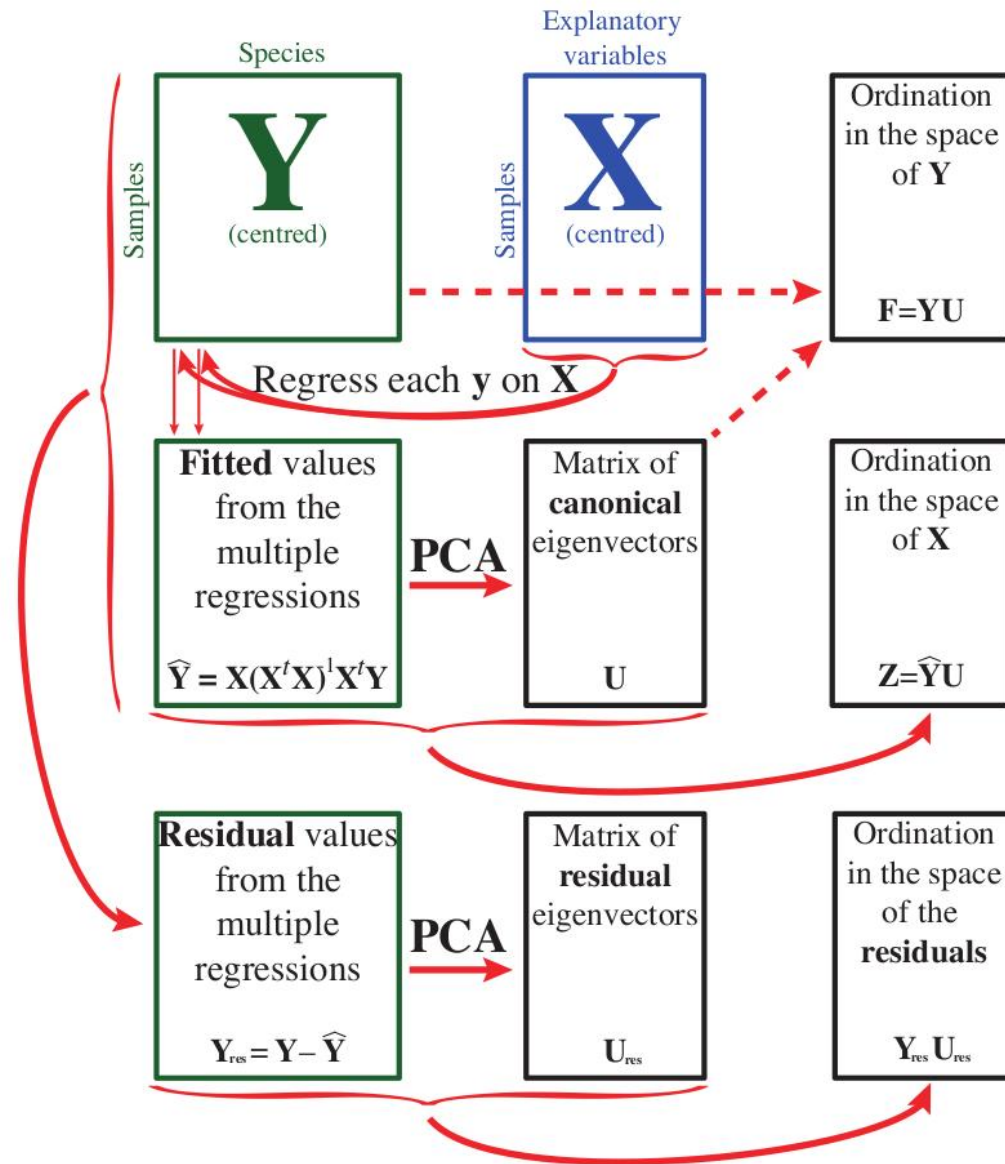 Species
Samples
Y
(centred)
Explanatory
variables
Samples
X
(centred)
Ordination
in the space
of Y
F=YU
Regress each y on X
Fitted values
from the
multiple
regressions
Ŷ = X(XᵗX)¹XᵗY
PCA
Matrix of
canonical
eigenvectors
U
Ordination
in the space
of X
Z=ŶU
Residual values
from the
multiple
regressions
Yres = Y – Ŷ
PCA
Matrix of
residual
eigenvectors
Ures
Ordination
in the space
of the
residuals
Yres Ures